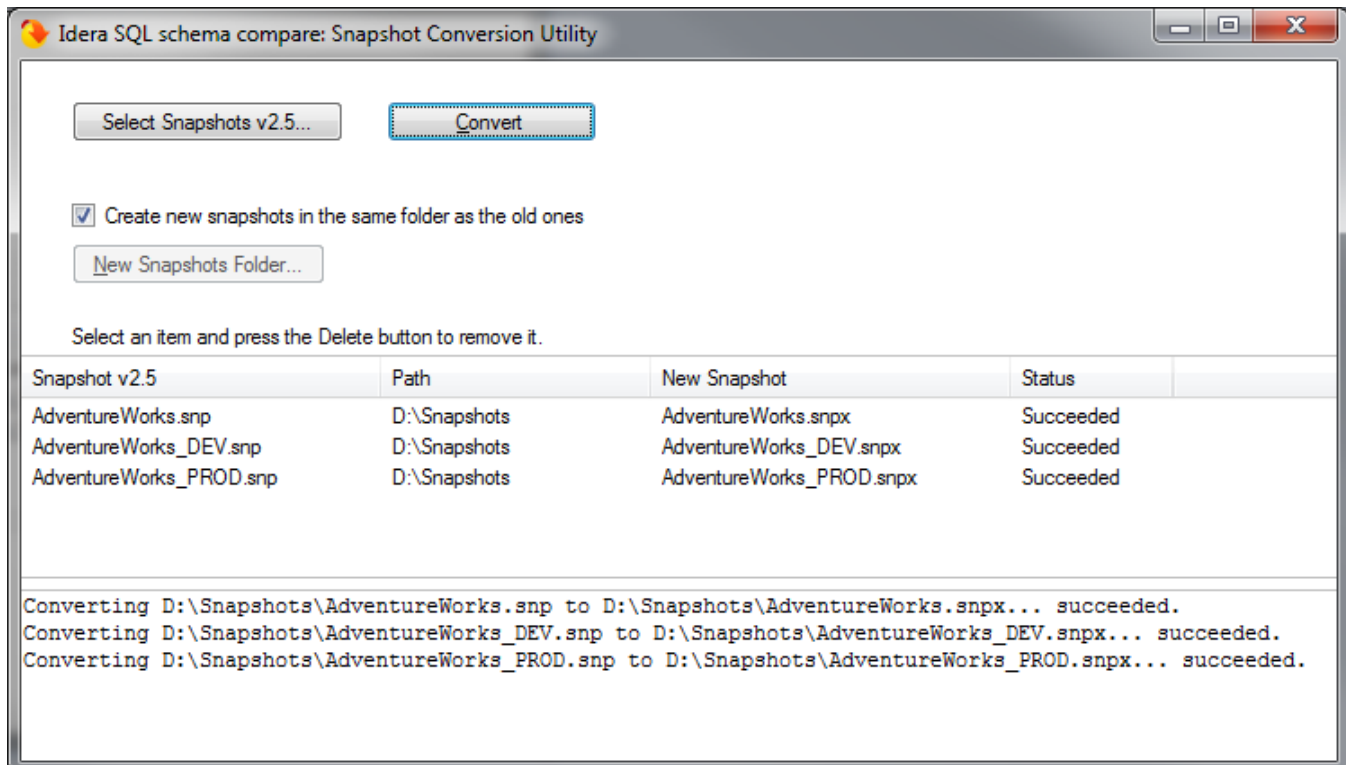 Idera SQL schema compare: Snapshot Conversion Utility
Select Snapshots v2.5... Convert
Create new snapshots in the same folder as the old ones
New Snapshots Folder...
Select an item and press the Delete button to remove it.
Snapshot v2.5 Path New Snapshot Status
AdventureWorks.snp D:\Snapshots AdventureWorks.snpx Succeeded
AdventureWorks_DEV.snp D:\Snapshots AdventureWorks_DEV.snpx Succeeded
AdventureWorks_PROD.snp D:\Snapshots AdventureWorks_PROD.snpx Succeeded
Converting D:\Snapshots\AdventureWorks.snp to D:\Snapshots\AdventureWorks.snpx... succeeded.
Converting D:\Snapshots\AdventureWorks_DEV.snp to D:\Snapshots\AdventureWorks_DEV.snpx... succeeded.
Converting D:\Snapshots\AdventureWorks_PROD.snp to D:\Snapshots\AdventureWorks_PROD.snpx... succeeded.